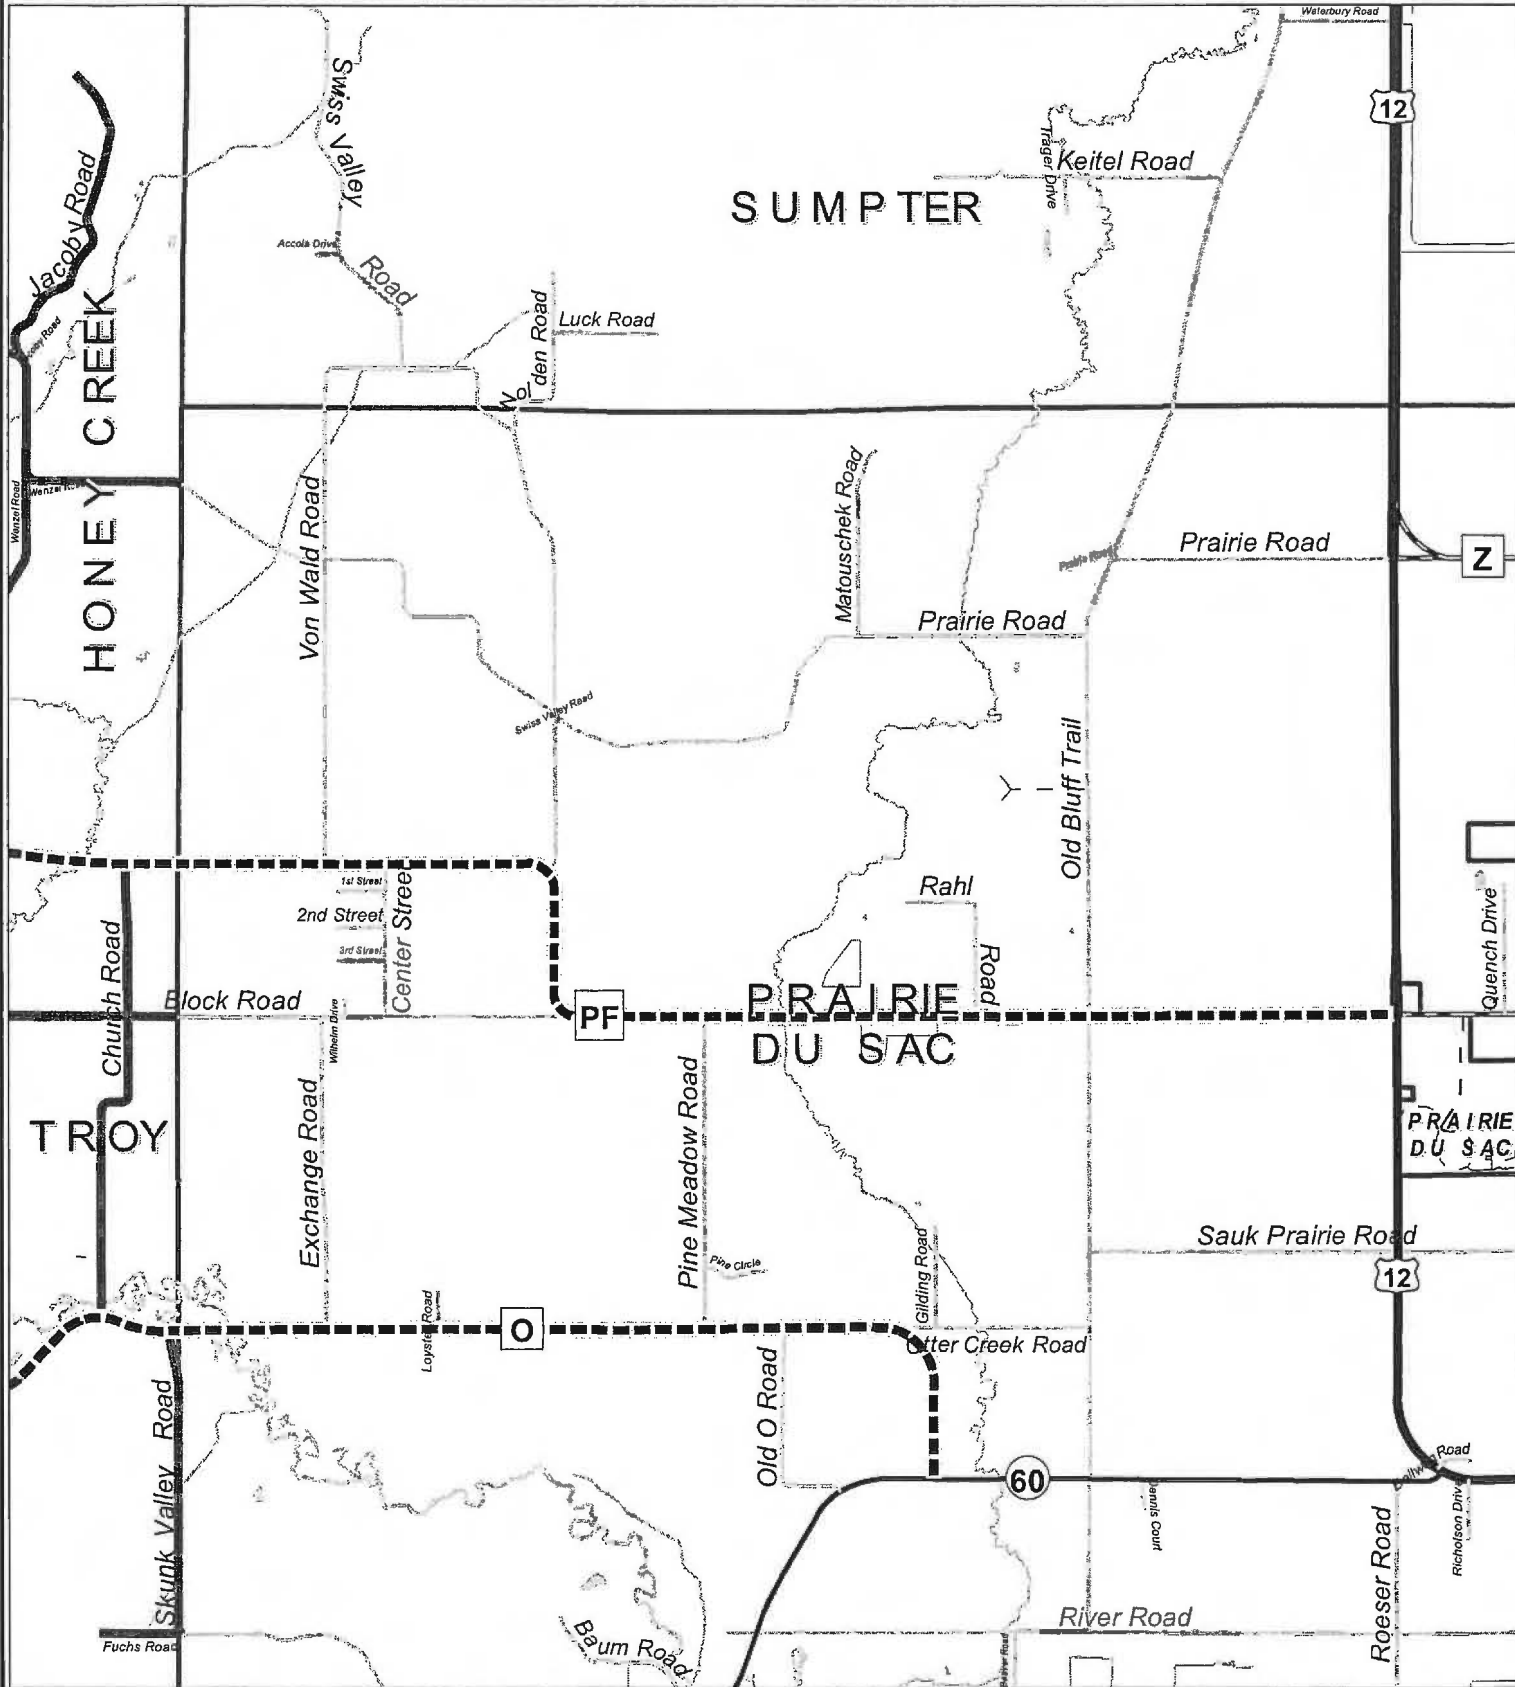 Waterbury Road
12
Swiss Valley
Road
Trager Drive
Keitel Road
Jacoby Road
SUMPTER
Accola Drive
Luck Road
Wolden Road
HONEY CREEK
Wenzel Road
Wenzel Road
Von Wald Road
Matouschek Road
Prairie Road
Prairie Road
Z
Prairie Road
Swiss Valley Road
Old Bluff Trail
1st Street
2nd Street
3rd Street
Center Street
Rahl
Road
Quench Drive
Church Road
Block Road
Wilhelm Drive
PF
PRAIRIE
DU SAC
TROY
Exchange Road
Pine Meadow Road
Pine Circle
PRAIRIE
DU SAC
Sauk Prairie Road
12
Gilding Road
Loyster Road
O
Otter Creek Road
Old O Road
Skunk Valley Road
60
Dennis Court
Richolson Drive
Roeser Road
River Road
Fuchs Road
Baum Road